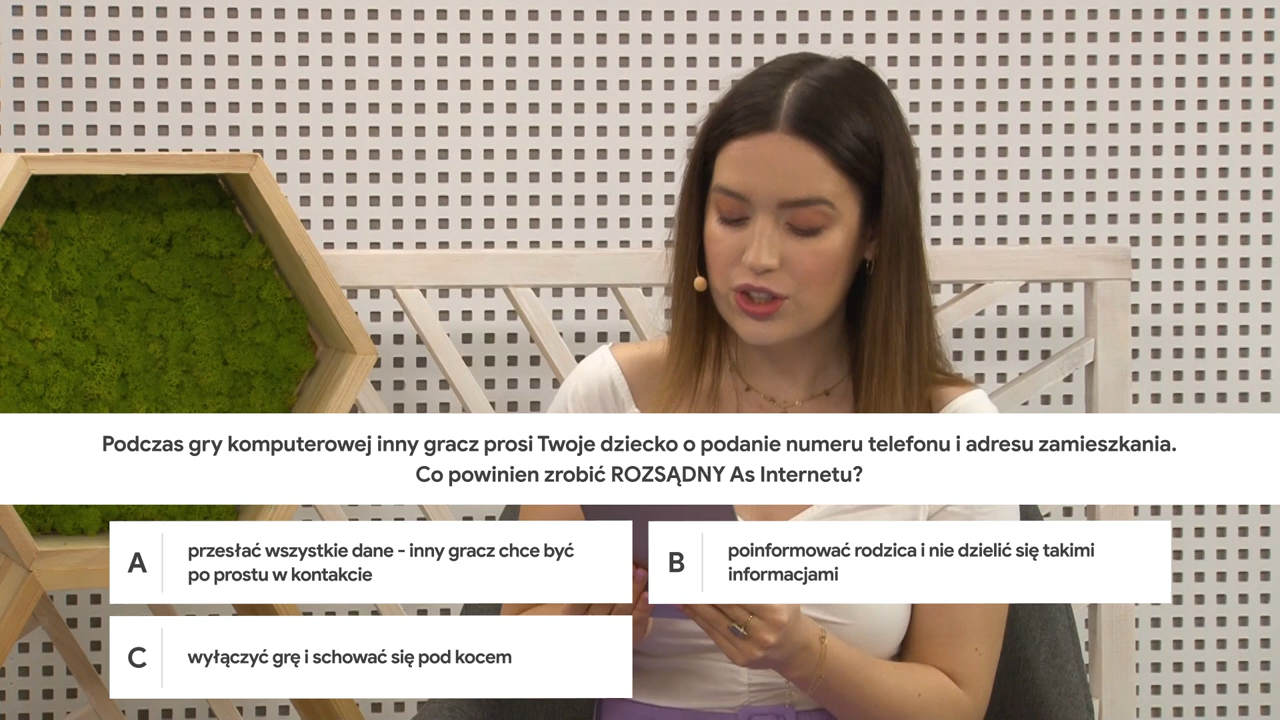 Podczas gry komputerowej inny gracz prosi Twoje dziecko o podanie numeru telefonu i adresu zamieszkania.
Co powinien zrobić ROZSĄDNY As Internetu?
A
przesłać wszystkie dane - inny gracz chce być
po prostu w kontakcie
B
poinformować rodzica i nie dzielić się takimi
informacjami
C
wyłączyć grę i schować się pod kocem